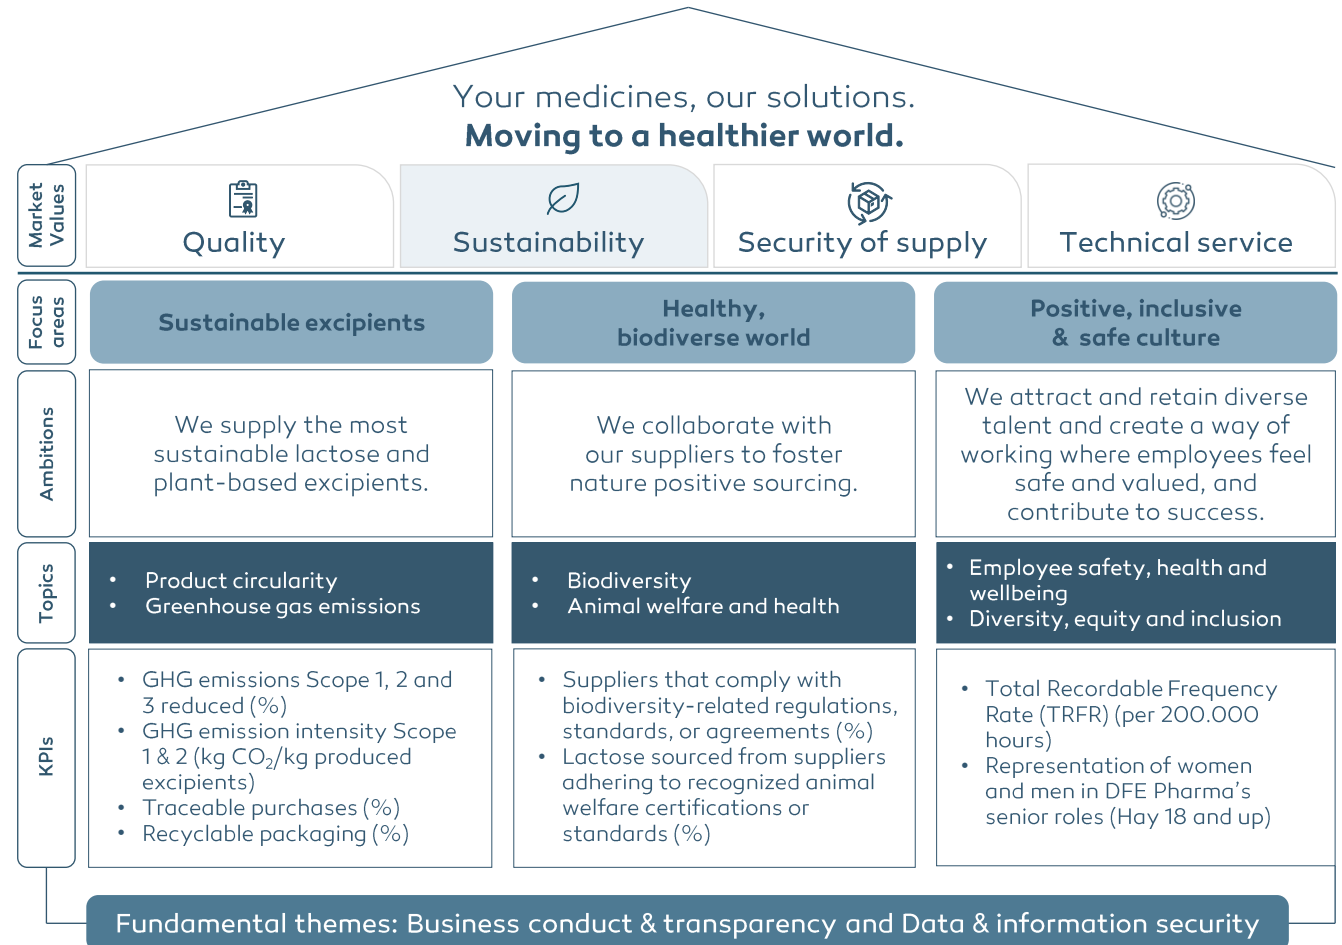 Your medicines, our solutions.
Moving to a healthier world.
Market
Values
Quality
Sustainability
Security of supply
Technical service
Focus
areas
Sustainable excipients
Healthy,
biodiverse world
Positive, inclusive
& safe culture
Ambitions
We supply the most
sustainable lactose and
plant-based excipients.
We collaborate with
our suppliers to foster
nature positive sourcing.
We attract and retain diverse
talent and create a way of
working where employees feel
safe and valued, and
contribute to success.
Topics
• Product circularity
• Greenhouse gas emissions
• Biodiversity
• Animal welfare and health
• Employee safety, health and
wellbeing
• Diversity, equity and inclusion
KPIs
• GHG emissions Scope 1, 2 and
3 reduced (%)
• GHG emission intensity Scope
1 & 2 (kg CO₂/kg produced
excipients)
• Traceable purchases (%)
• Recyclable packaging (%)
• Suppliers that comply with
biodiversity-related regulations,
standards, or agreements (%)
• Lactose sourced from suppliers
adhering to recognized animal
welfare certifications or
standards (%)
• Total Recordable Frequency
Rate (TRFR) (per 200.000
hours)
• Representation of women
and men in DFE Pharma's
senior roles (Hay 18 and up)
Fundamental themes: Business conduct & transparency and Data & information security